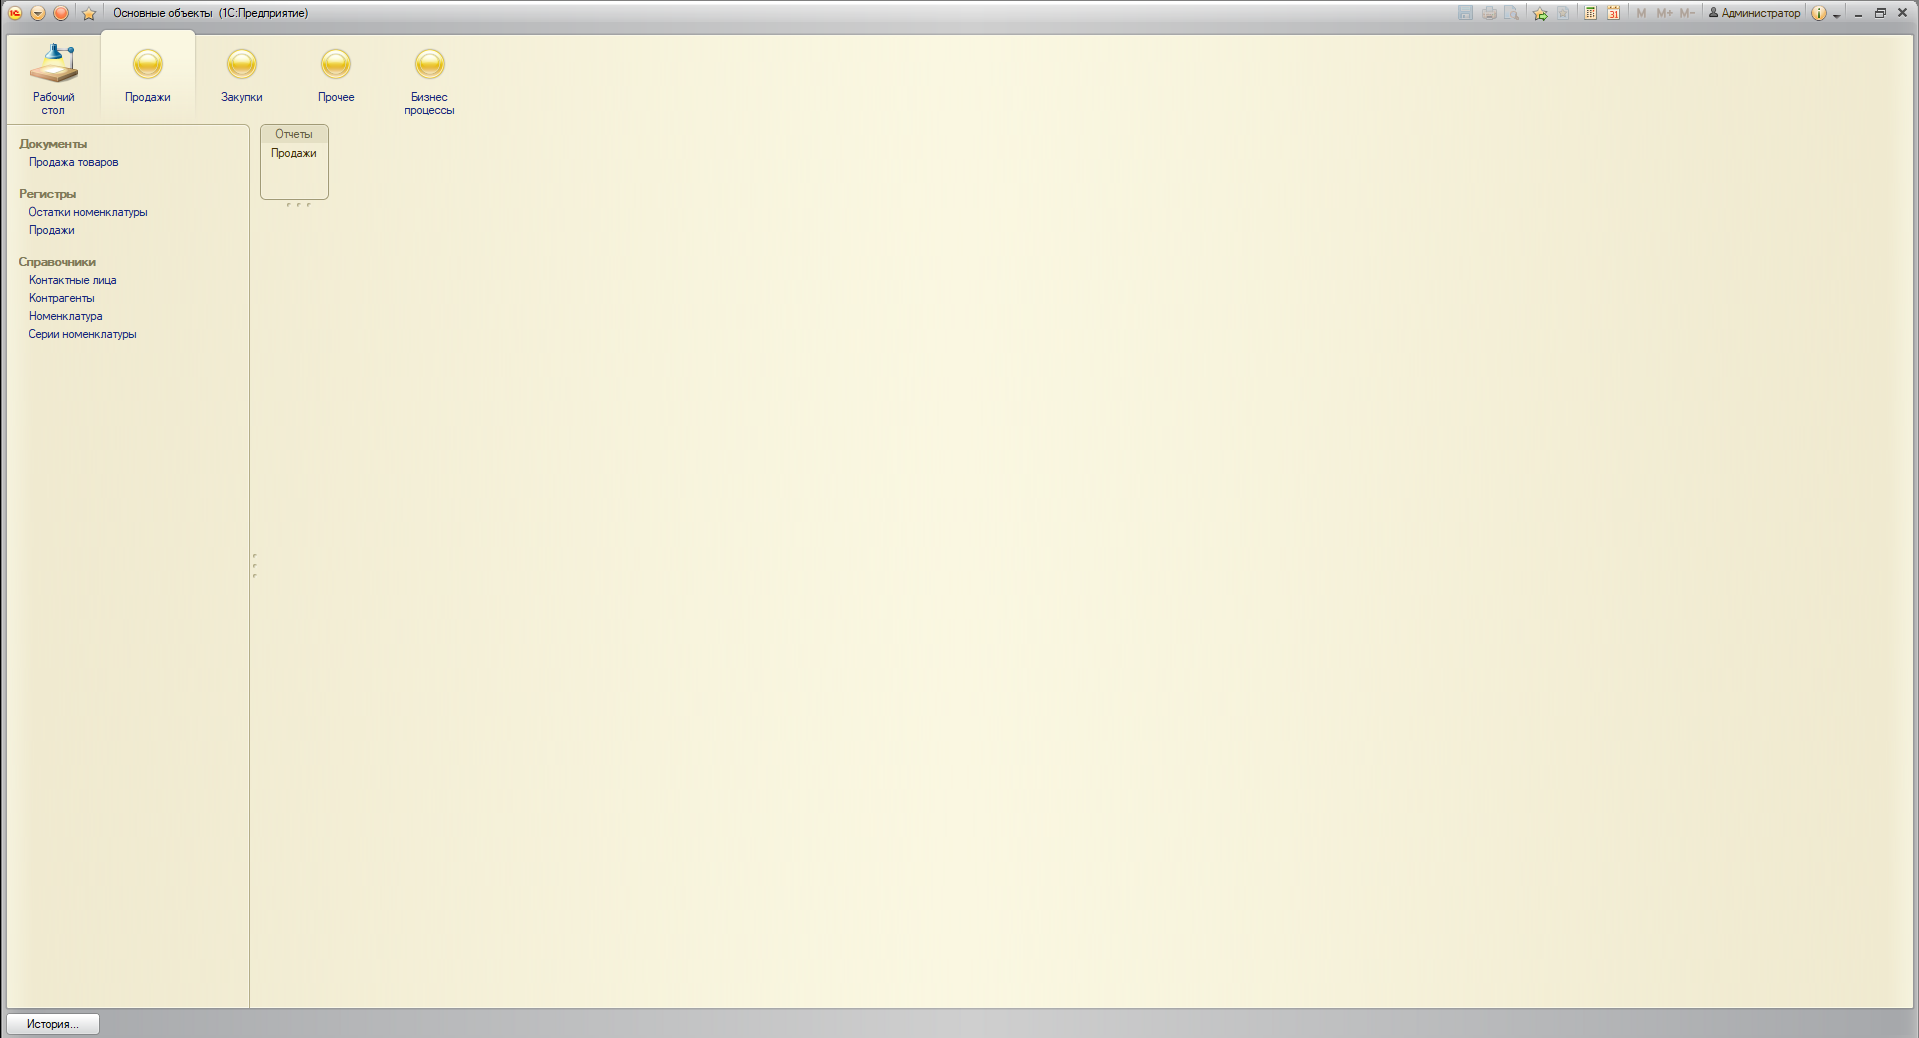 Основные объекты (1С:Предприятие)
31
M M+ M-
Администратор
Рабочий
стол
Продажи
Закупки
Прочее
Бизнес
процессы
Документы
Продажа товаров
Регистры
Остатки номенклатуры
Продажи
Справочники
Контактные лица
Контрагенты
Номенклатура
Серии номенклатуры
Отчеты
Продажи
История...